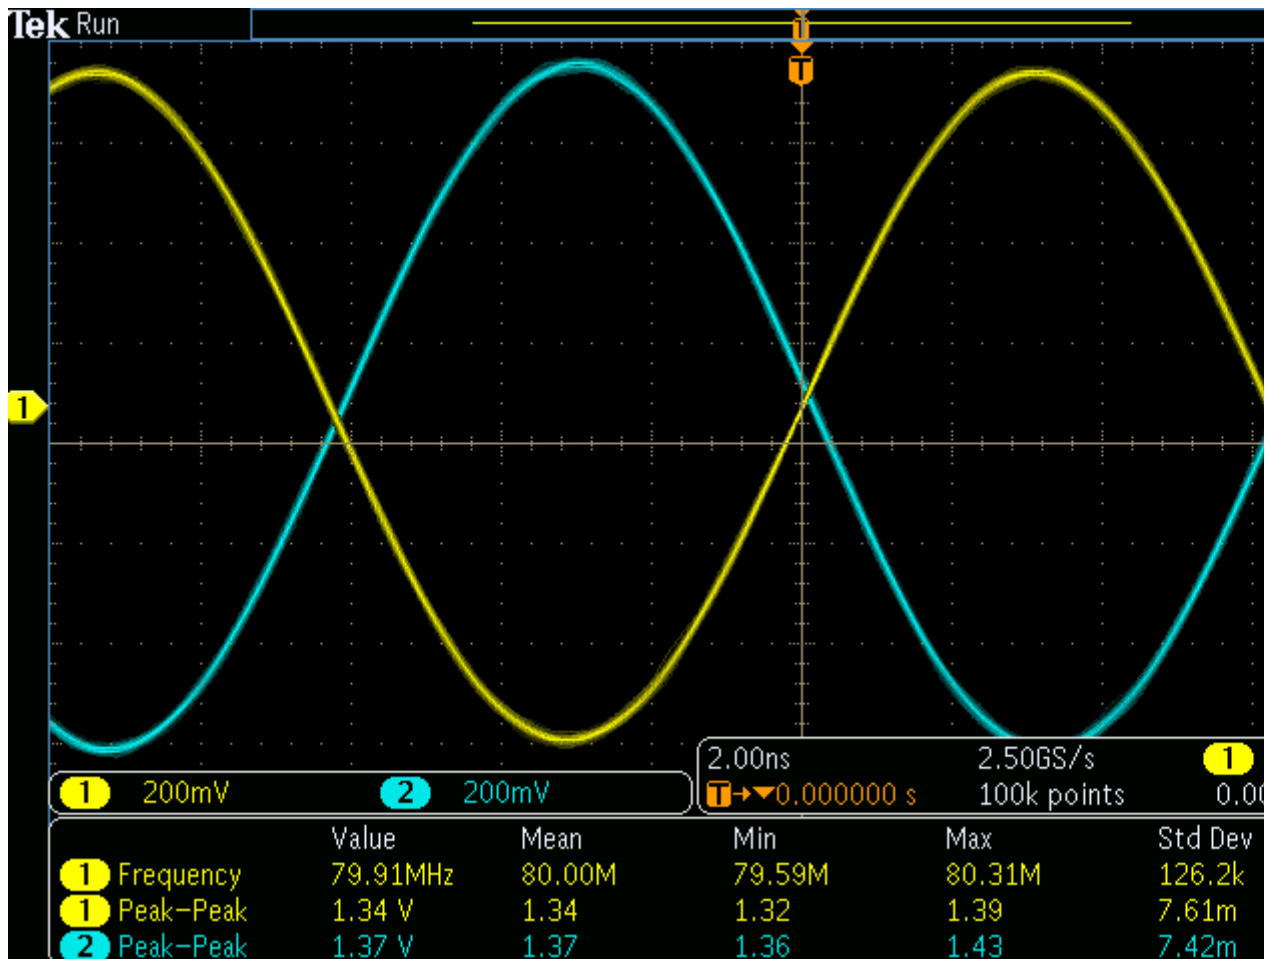 Tek Run
T
T
1
2.00ns 2.50GS/s 1
1 200mV 2 200mV
T→▼0.000000 s 100k points 0.00
Value Mean Min Max Std Dev
1 Frequency 79.91MHz 80.00M 79.59M 80.31M 126.2k
1 Peak-Peak 1.34 V 1.34 1.32 1.39 7.61m
2 Peak-Peak 1.37 V 1.37 1.36 1.43 7.42m